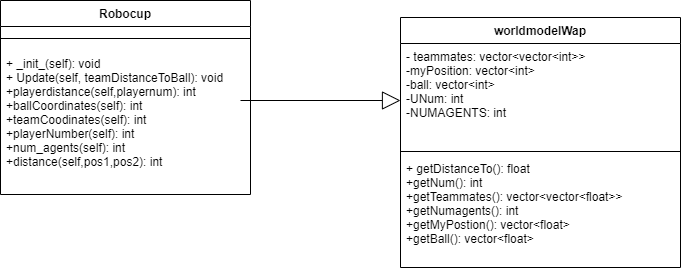 Robocup
+ _init_(self): void
+ Update(self, teamDistanceToBall): void
+playerdistance(self,playernum): int
+ballCoordinates(self): int
+teamCoodinates(self): int
+playerNumber(self): int
+num_agents(self): int
+distance(self,pos1,pos2): int
worldmodelWap
- teammates: vector<vector<int>>
-myPosition: vector<int>
-ball: vector<int>
-UNum: int
-NUMAGENTS: int
+ getDistanceTo(): float
+getNum(): int
+getTeammates(): vector<vector<float>>
+getNumagents(): int
+getMyPostion(): vector<float>
+getBall(): vector<float>